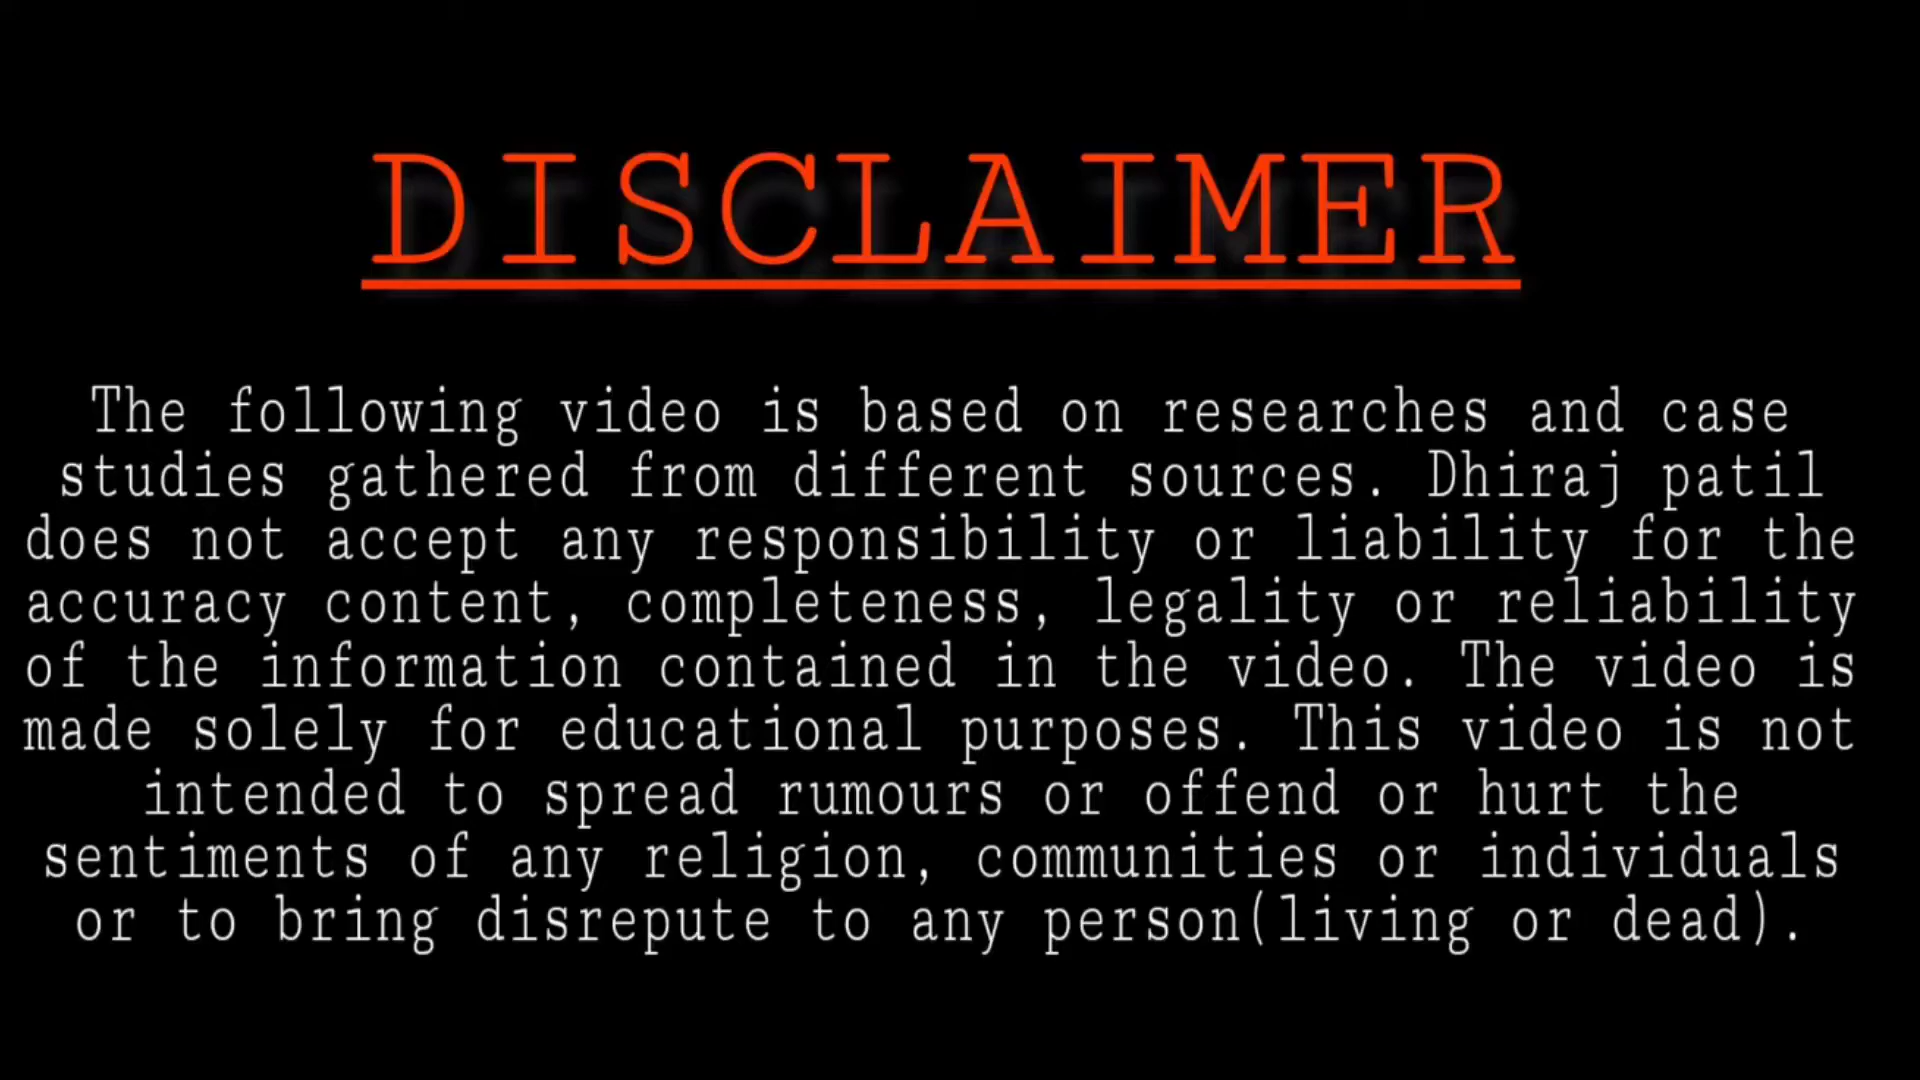 DISCLAIMER
The following video is based on researches and case
studies gathered from different sources. Dhiraj patil
does not accept any responsibility or liability for the
accuracy content, completeness, legality or reliability
of the information contained in the video. The video is
made solely for educational purposes. This video is not
intended to spread rumours or offend or hurt the
sentiments of any religion, communities or individuals
or to bring disrepute to any person(living or dead).